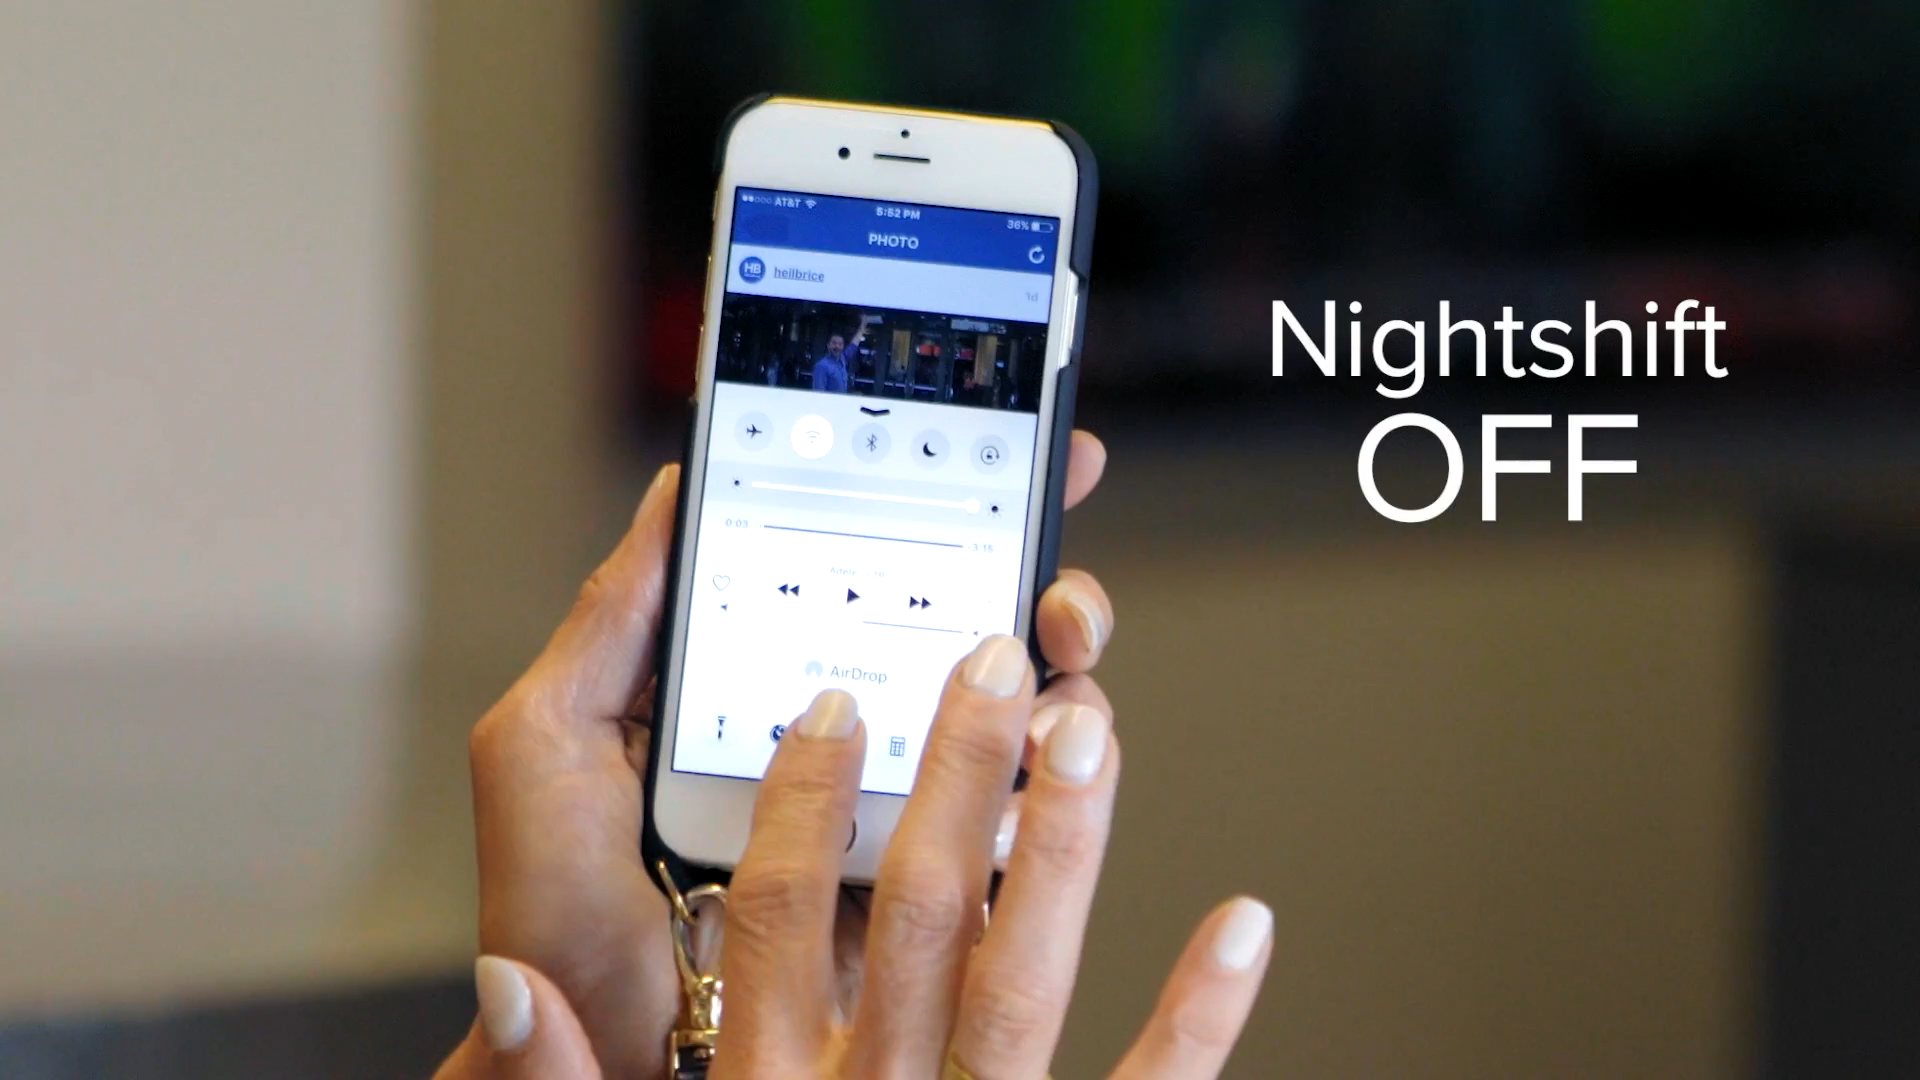 AT&T
5:52 PM
36%
PHOTO
HB
heilbrice
1d
0:03
-3:15
AirDrop
Nightshift
OFF